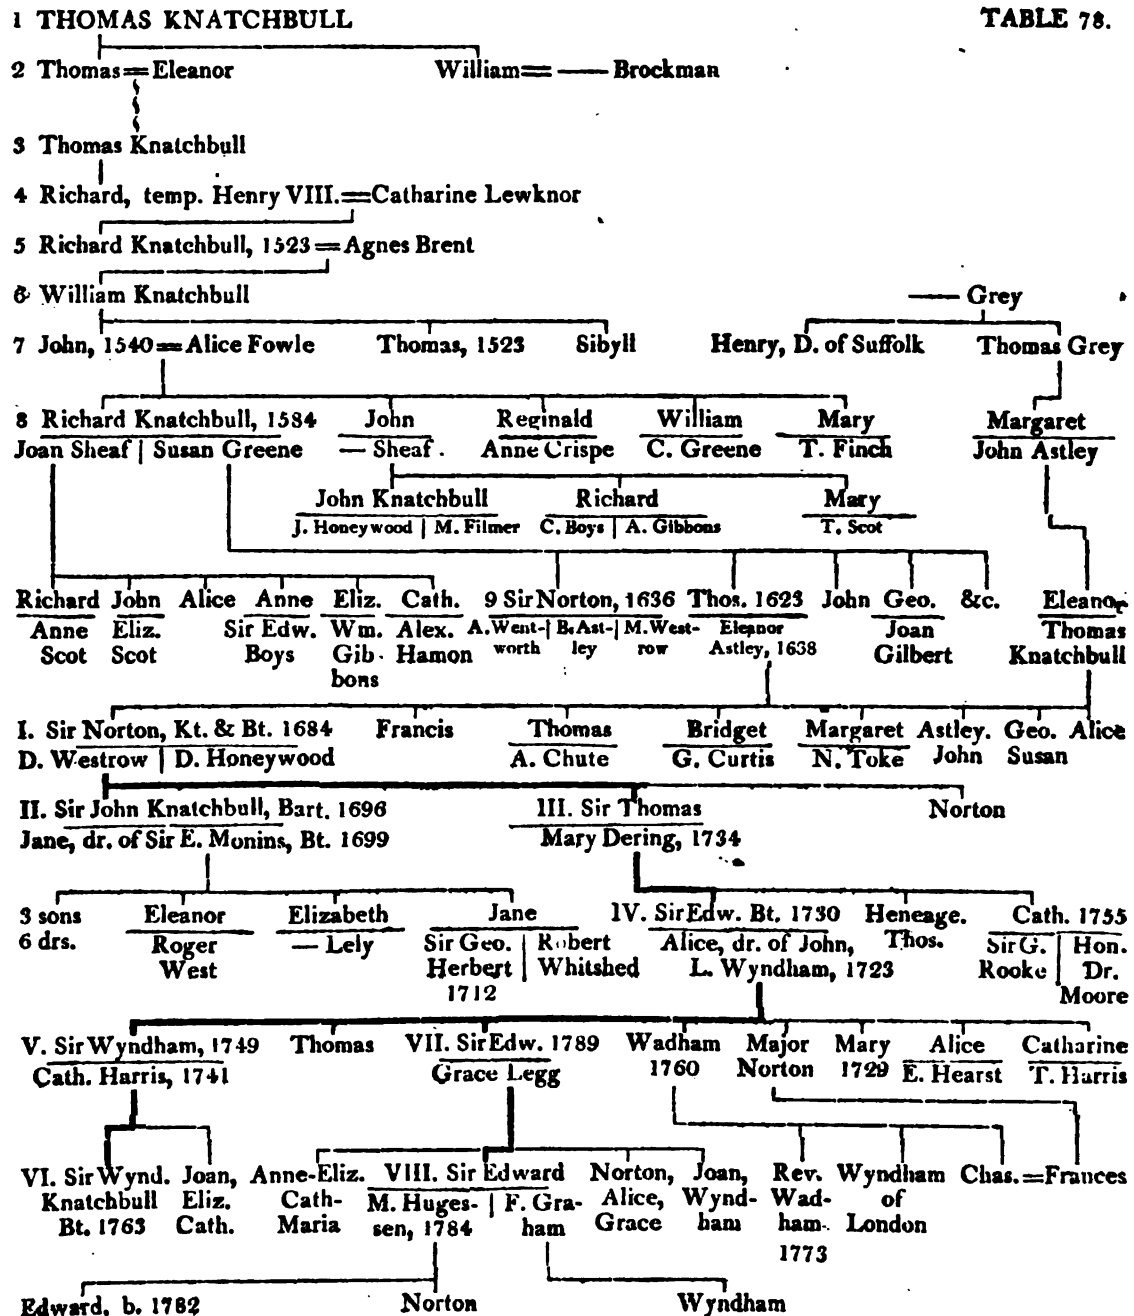 1 THOMAS KNATCHBULL TABLE 78.
2 Thomas=Eleanor William= — Brockman
3 Thomas Knatchbull
4 Richard, temp. Henry VIII.=Catharine Lewknor
5 Richard Knatchbull, 1523=Agnes Brent
6 William Knatchbull — Grey
7 John, 1540=Alice Fowle Thomas, 1523 Sibyll Henry, D. of Suffolk Thomas Grey
8 Richard Knatchbull, 1584 John Reginald William Mary Margaret
Joan Sheaf | Susan Greene — Sheaf. Anne Crispe C. Greene T. Finch John Astley
John Knatchbull Richard Mary
J. Honeywood | M. Filmer C. Boys | A. Gibbons T. Scot
Richard John Alice Anne Eliz. Cath. 9 Sir Norton, 1636 Thos. 1623 John Geo. &c. Eleanor
Anne Eliz. Sir Edw. Wm. Alex. A.Went- | B. Ast- | M. West- Eleanor Joan Thomas
Scot Scot Boys Gib- Hamon worth ley row Astley, 1638 Gilbert Knatchbull
bons
I. Sir Norton, Kt. & Bt. 1684 Francis Thomas Bridget Margaret Astley. Geo. Alice
D. Westrow | D. Honeywood A. Chute G. Curtis N. Toke John Susan
II. Sir John Knatchbull, Bart. 1696 III. Sir Thomas Norton
Jane, dr. of Sir E. Monins, Bt. 1699 Mary Dering, 1734
3 sons Eleanor Elizabeth Jane IV. Sir Edw. Bt. 1730 Heneage. Cath. 1755
6 drs. Roger — Lely Sir Geo. | Robert Alice, dr. of John, Thos. Sir G. | Hon.
West Herbert | Whitshed L. Wyndham, 1723 Rooke | Dr.
1712 Moore
V. Sir Wyndham, 1749 Thomas VII. Sir Edw. 1789 Wadham Major Mary Alice Catharine
Cath. Harris, 1741 Grace Legg 1760 Norton 1729 E. Hearst T. Harris
VI. Sir Wynd. Joan, Anne-Eliz. VIII. Sir Edward Norton, Joan, Rev. Wyndham Chas.=Frances
Knatchbull Eliz. Cath- M. Huges- | F. Gra- Alice, Wynd- Wad- of
Bt. 1763 Cath. Maria sen, 1784 ham Grace ham ham. London
1773
Edward, b. 1782 Norton Wyndham